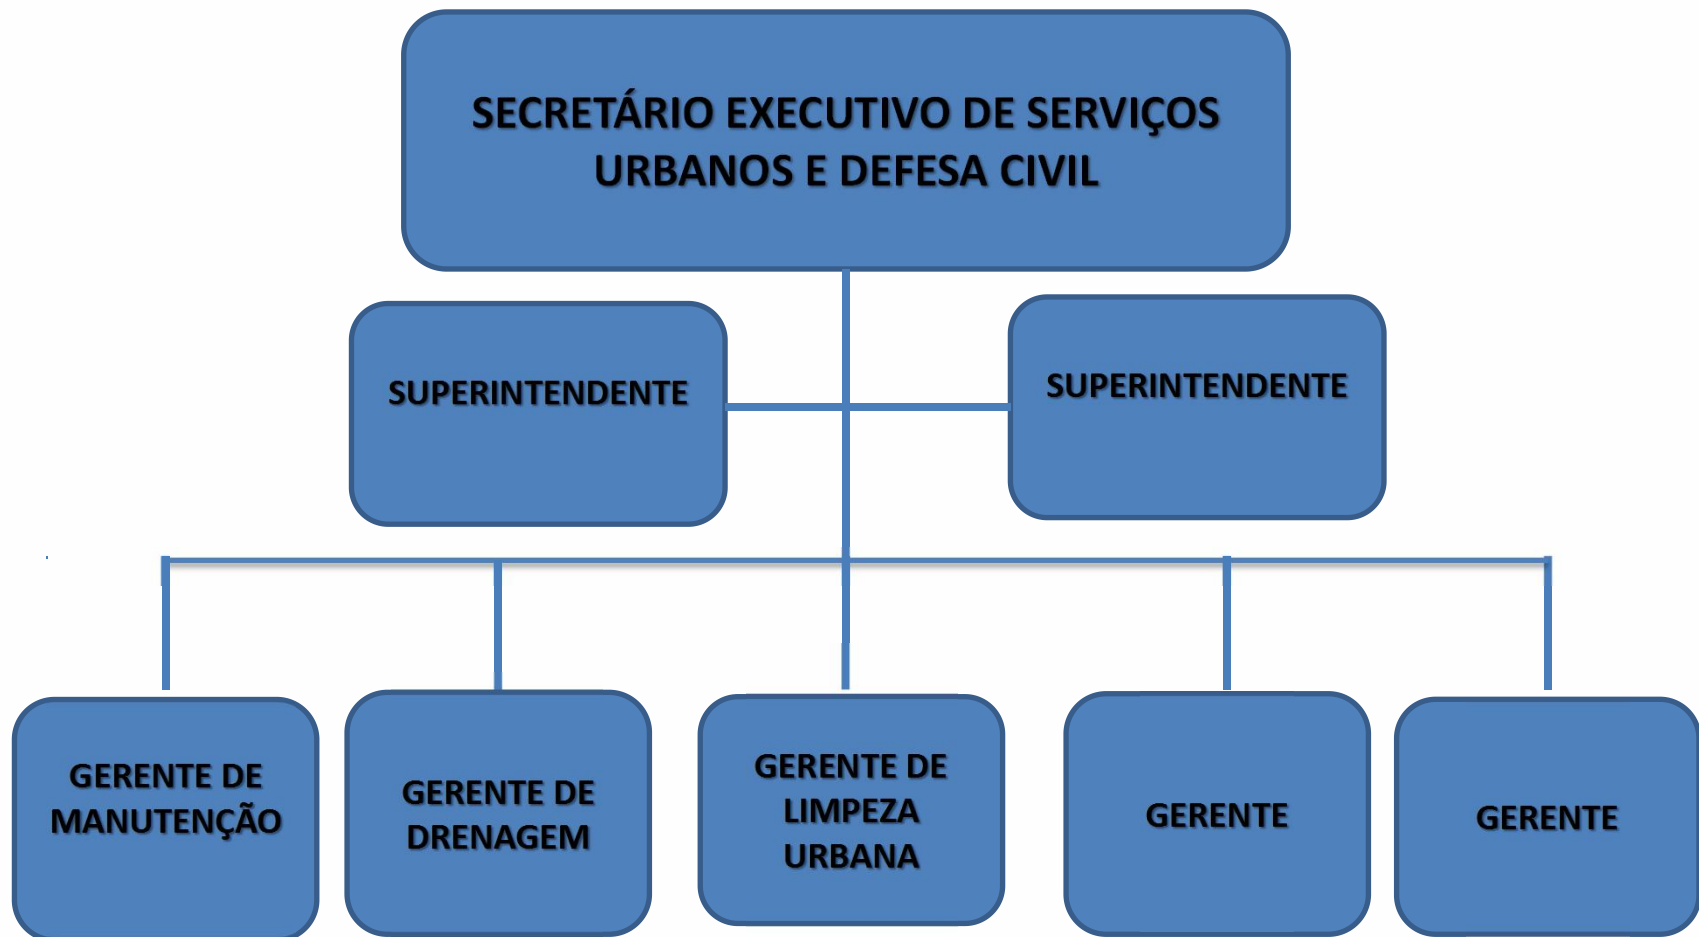 SECRETÁRIO EXECUTIVO DE SERVIÇOS
URBANOS E DEFESA CIVIL
SUPERINTENDENTE
SUPERINTENDENTE
GERENTE DE
MANUTENÇÃO
GERENTE DE
DRENAGEM
GERENTE DE
LIMPEZA
URBANA
GERENTE
GERENTE